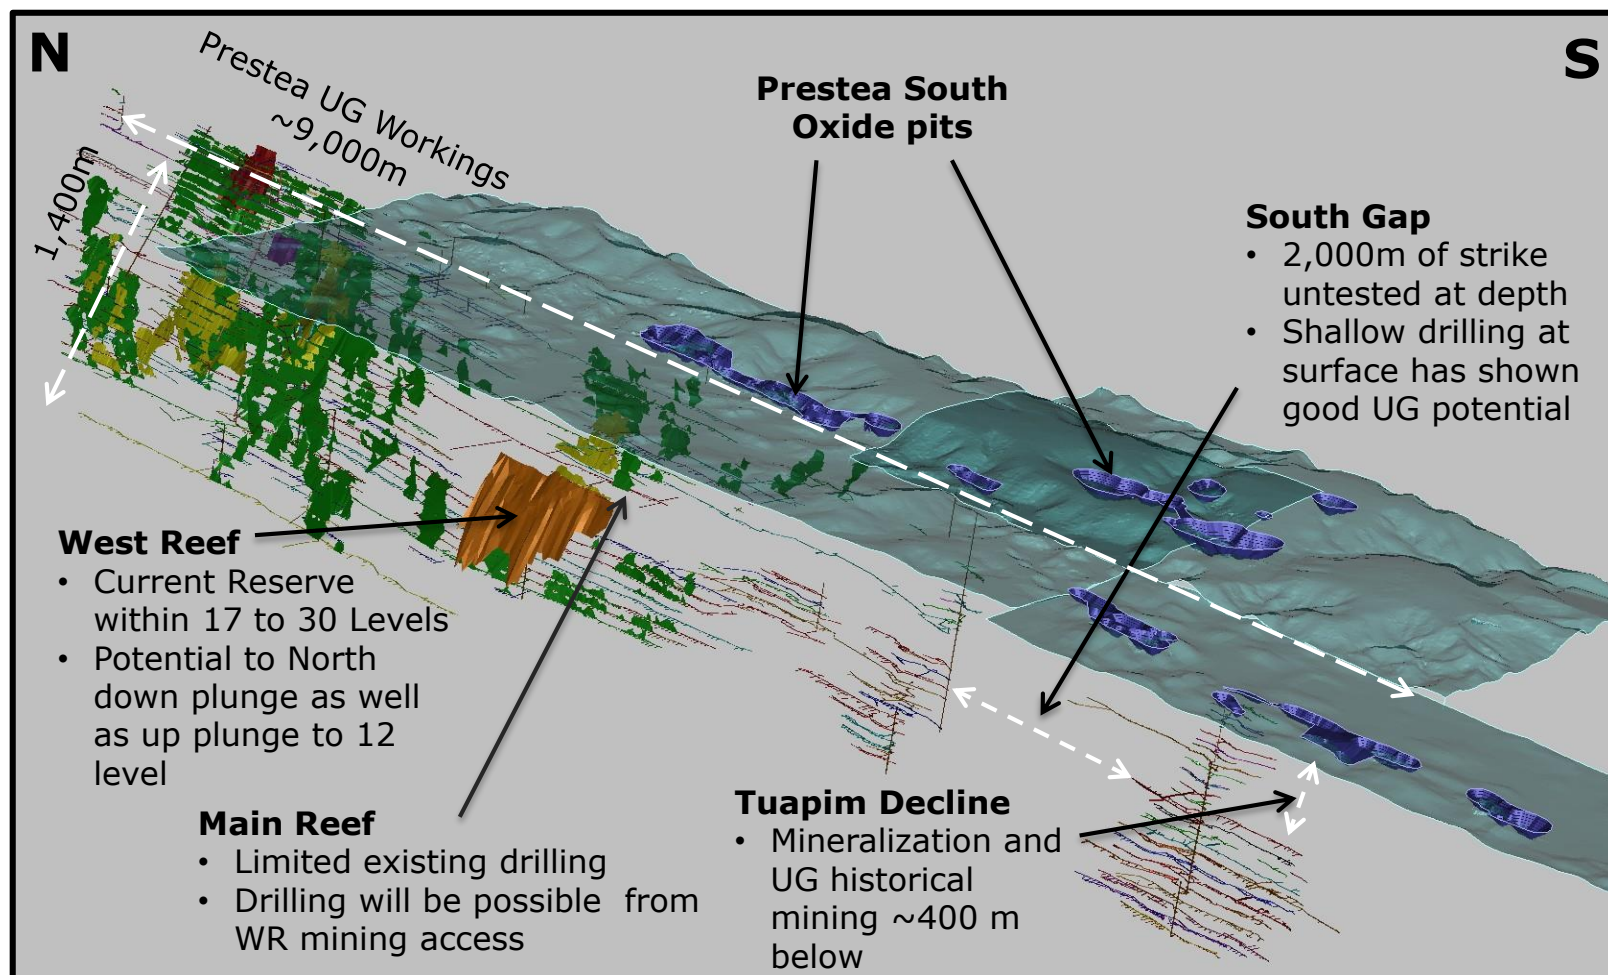 N
S
Prestea UG Workings
~9,000m
1,400m
Prestea South
Oxide pits
South Gap
• 2,000m of strike
untested at depth
• Shallow drilling at
surface has shown
good UG potential
West Reef
• Current Reserve
within 17 to 30 Levels
• Potential to North
down plunge as well
as up plunge to 12
level
Main Reef
• Limited existing drilling
• Drilling will be possible from
WR mining access
Tuapim Decline
• Mineralization and
UG historical
mining ~400 m
below